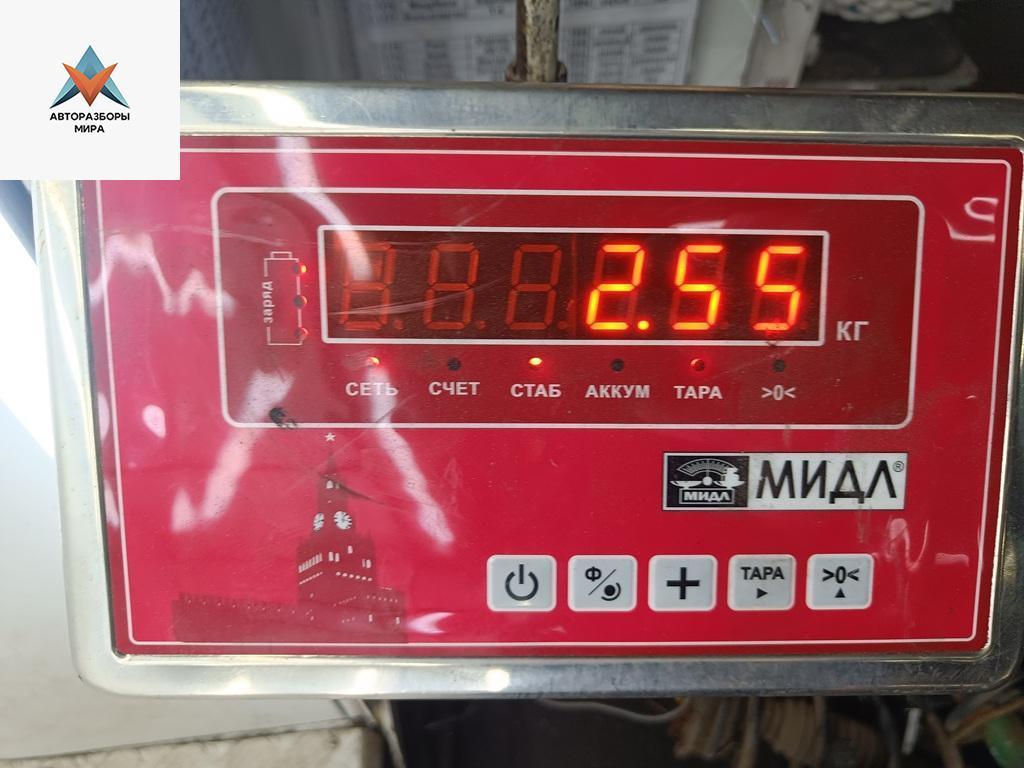 АВТОРАЗБОРЫ
МИРА
заряд
2.55
КГ
СЕТЬ СЧЕТ СТАБ АККУМ ТАРА >0<
МИДЛ МИДЛ®
Ф ТАРА >0<